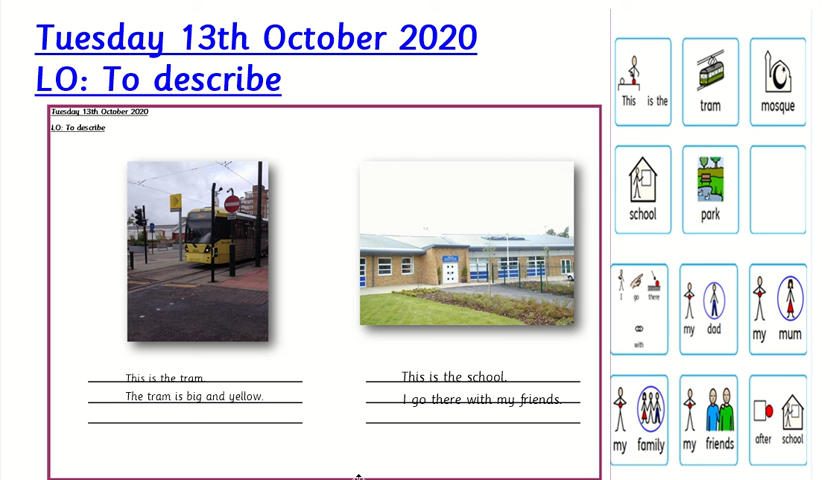 Tuesday 13th October 2020
LO: To describe
Tuesday 13th October 2020
LO: To describe
This is the tram.
The tram is big and yellow.
This is the school.
I go there with my friends.
This is the
tram
mosque
school
park
I go there
with
my dad
my mum
my family
my friends
after school